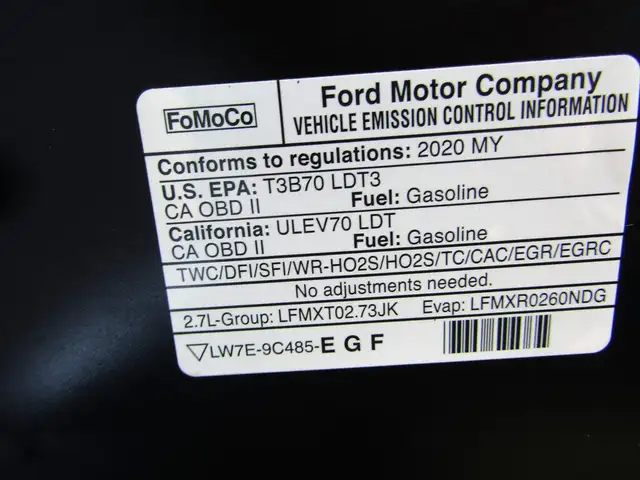 FoMoCo
Ford Motor Company
VEHICLE EMISSION CONTROL INFORMATION
Conforms to regulations: 2020 MY
U.S. EPA: T3B70 LDT3
CA OBD II Fuel: Gasoline
California: ULEV70 LDT
CA OBD II Fuel: Gasoline
TWC/DFI/SFI/WR-HO2S/HO2S/TC/CAC/EGR/EGRC
No adjustments needed.
2.7L-Group: LFMXT02.73JK Evap: LFMXR0260NDG
LW7E-9C485-E G F